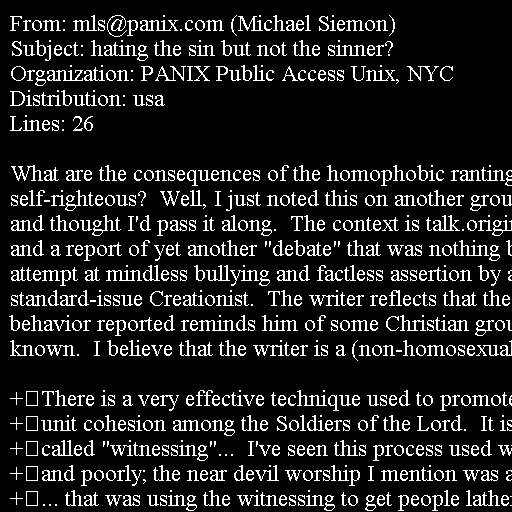 From: mls@panix.com (Michael Siemon)
Subject: hating the sin but not the sinner?
Organization: PANIX Public Access Unix, NYC
Distribution: usa
Lines: 26

What are the consequences of the homophobic ranting
self-righteous?  Well, I just noted this on another grou
and thought I'd pass it along.  The context is talk.origi
and a report of yet another "debate" that was nothing b
attempt at mindless bullying and factless assertion by a
standard-issue Creationist.  The writer reflects that the
behavior reported reminds him of some Christian grou
known.  I believe that the writer is a (non-homosexual

+□There is a very effective technique used to promote
+□unit cohesion among the Soldiers of the Lord.  It is
+□called "witnessing"...  I've seen this process used w
+□and poorly; the near devil worship I mention was a
+□... that was using the witnessing to get people lathe